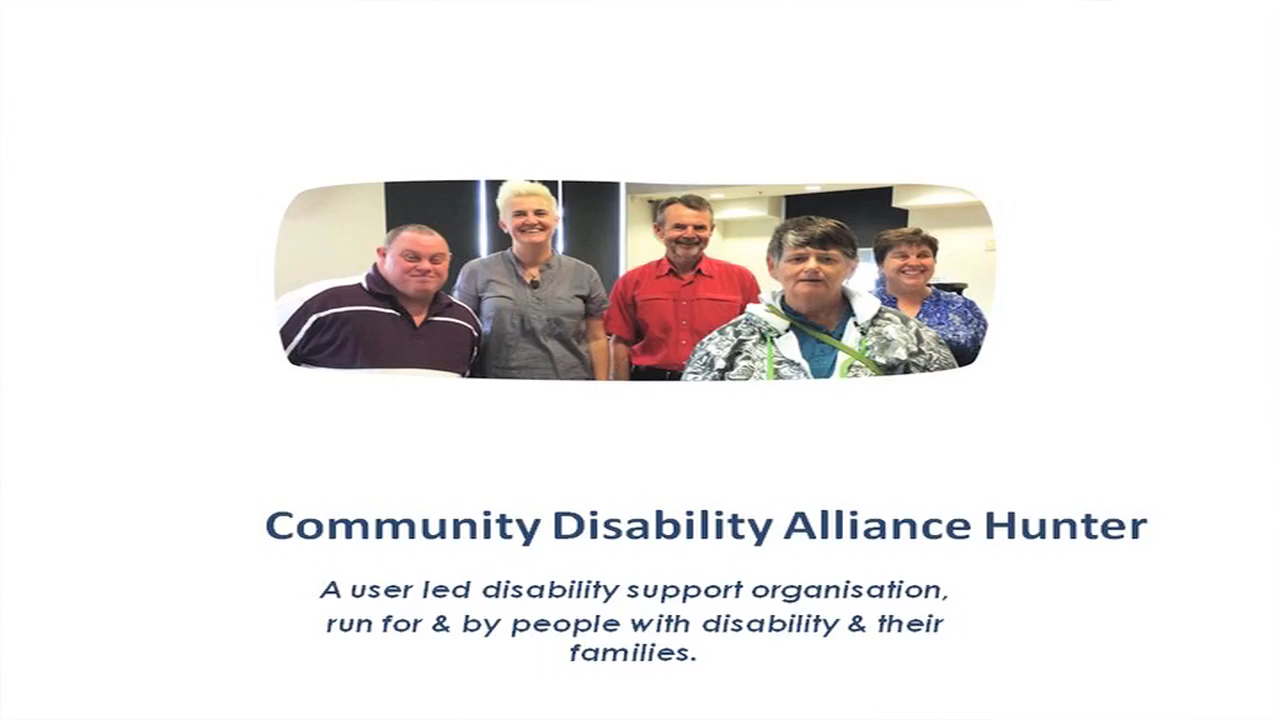 Community Disability Alliance Hunter
A user led disability support organisation,
run for & by people with disability & their
families.